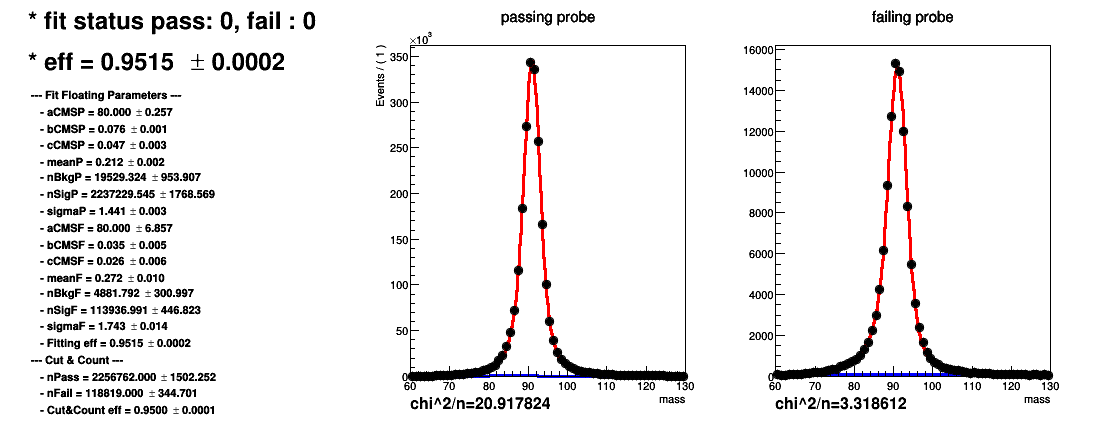 * fit status pass: 0, fail : 0
* eff = 0.9515 ± 0.0002
--- Fit Floating Parameters ---
- aCMSP = 80.000 ± 0.257
- bCMSP = 0.076 ± 0.001
- cCMSP = 0.047 ± 0.003
- meanP = 0.212 ± 0.002
- nBkgP = 19529.324 ± 953.907
- nSigP = 2237229.545 ± 1768.569
- sigmaP = 1.441 ± 0.003
- aCMSF = 80.000 ± 6.857
- bCMSF = 0.035 ± 0.005
- cCMSF = 0.026 ± 0.006
- meanF = 0.272 ± 0.010
- nBkgF = 4881.792 ± 300.997
- nSigF = 113936.991 ± 446.823
- sigmaF = 1.743 ± 0.014
- Fitting eff = 0.9515 ± 0.0002
--- Cut & Count ---
- nPass = 2256762.000 ± 1502.252
- nFail = 118819.000 ± 344.701
- Cut&Count eff = 0.9500 ± 0.0001
passing probe
×10³
Events / ( 1 )
350
300
250
200
150
100
50
0
60 70 80 90 100 110 120 130
mass
chi^2/n=20.917824
failing probe
16000
14000
12000
10000
8000
6000
4000
2000
0
60 70 80 90 100 110 120 130
mass
chi^2/n=3.318612